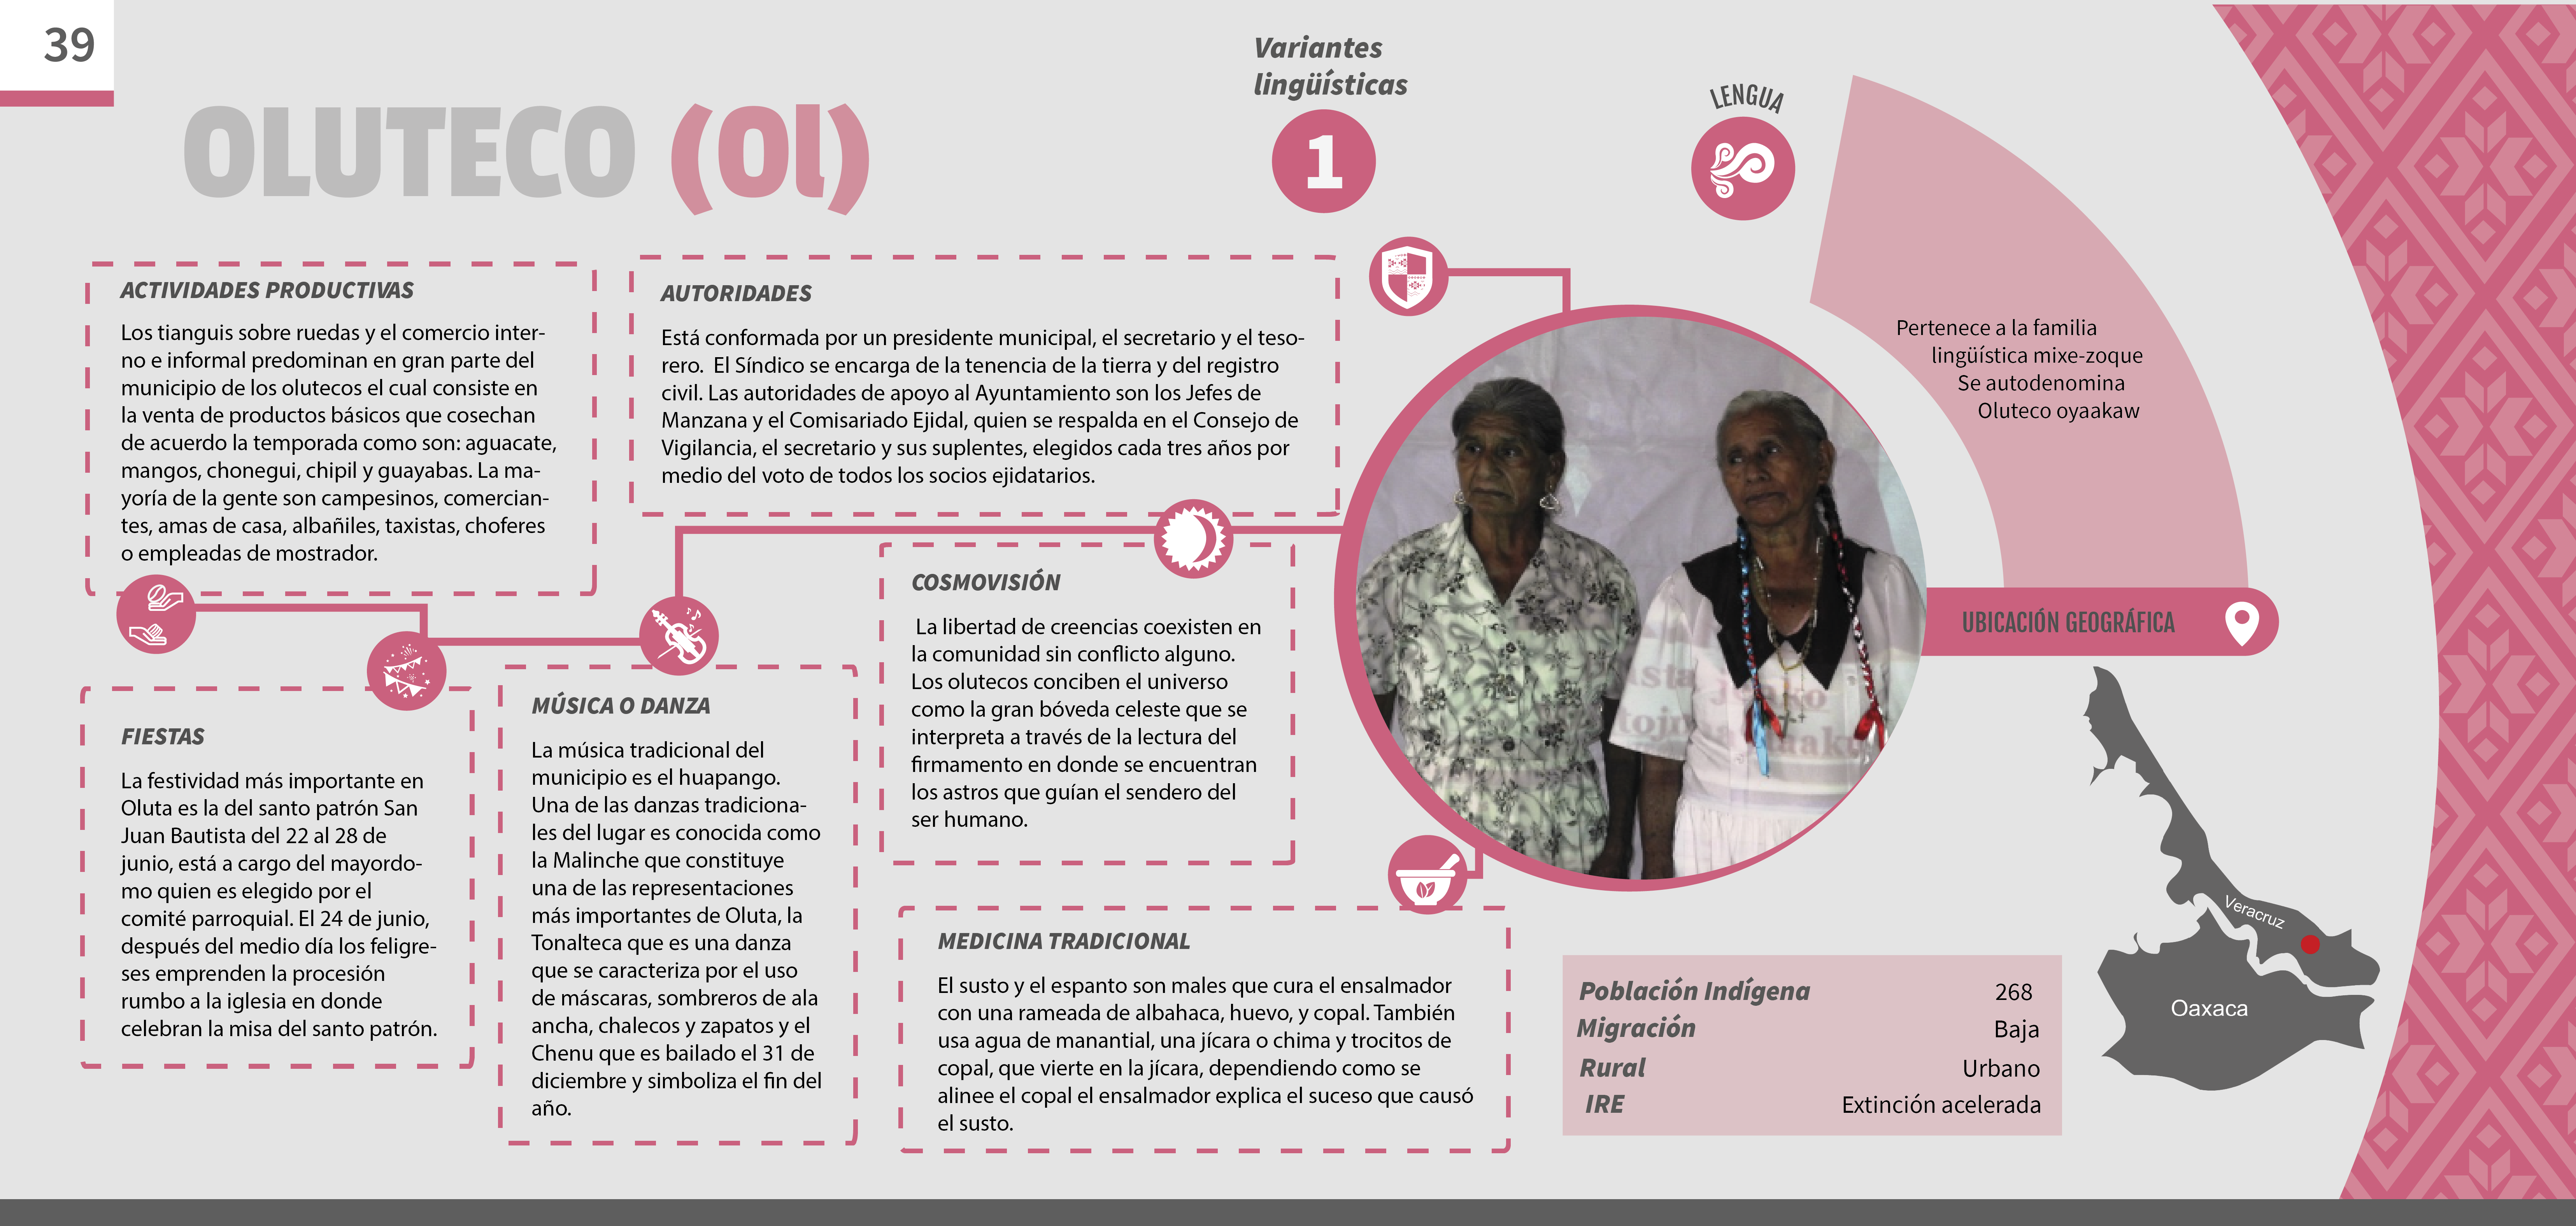 39
OLUTECO (Ol)
Variantes
lingüísticas
1
LENGUA
Pertenece a la familia
lingüística mixe-zoque
Se autodenomina
Oluteco oyaakaw
ACTIVIDADES PRODUCTIVAS
Los tianguis sobre ruedas y el comercio inter-
no e informal predominan en gran parte del
municipio de los olutecos el cual consiste en
la venta de productos básicos que cosechan
de acuerdo la temporada como son: aguacate,
mangos, chonegui, chipil y guayabas. La ma-
yoría de la gente son campesinos, comercian-
tes, amas de casa, albañiles, taxistas, choferes
o empleadas de mostrador.
AUTORIDADES
Está conformada por un presidente municipal, el secretario y el teso-
rero.  El Síndico se encarga de la tenencia de la tierra y del registro
civil. Las autoridades de apoyo al Ayuntamiento son los Jefes de
Manzana y el Comisariado Ejidal, quien se respalda en el Consejo de
Vigilancia, el secretario y sus suplentes, elegidos cada tres años por
medio del voto de todos los socios ejidatarios.
FIESTAS
La festividad más importante en
Oluta es la del santo patrón San
Juan Bautista del 22 al 28 de
junio, está a cargo del mayordo-
mo quien es elegido por el
comité parroquial. El 24 de junio,
después del medio día los feligre-
ses emprenden la procesión
rumbo a la iglesia en donde
celebran la misa del santo patrón.
MÚSICA O DANZA
La música tradicional del
municipio es el huapango.
Una de las danzas tradiciona-
les del lugar es conocida como
la Malinche que constituye
una de las representaciones
más importantes de Oluta, la
Tonalteca que es una danza
que se caracteriza por el uso
de máscaras, sombreros de ala
ancha, chalecos y zapatos y el
Chenu que es bailado el 31 de
diciembre y simboliza el fin del
año.
COSMOVISIÓN
La libertad de creencias coexisten en
la comunidad sin conflicto alguno.
Los olutecos conciben el universo
como la gran bóveda celeste que se
interpreta a través de la lectura del
firmamento en donde se encuentran
los astros que guían el sendero del
ser humano.
MEDICINA TRADICIONAL
El susto y el espanto son males que cura el ensalmador
con una rameada de albahaca, huevo, y copal. También
usa agua de manantial, una jícara o chima y trocitos de
copal, que vierte en la jícara, dependiendo como se
alinee el copal el ensalmador explica el suceso que causó
el susto.
UBICACIÓN GEOGRÁFICA
Veracruz
Oaxaca
Población Indígena 268
Migración Baja
Rural Urbano
IRE Extinción acelerada